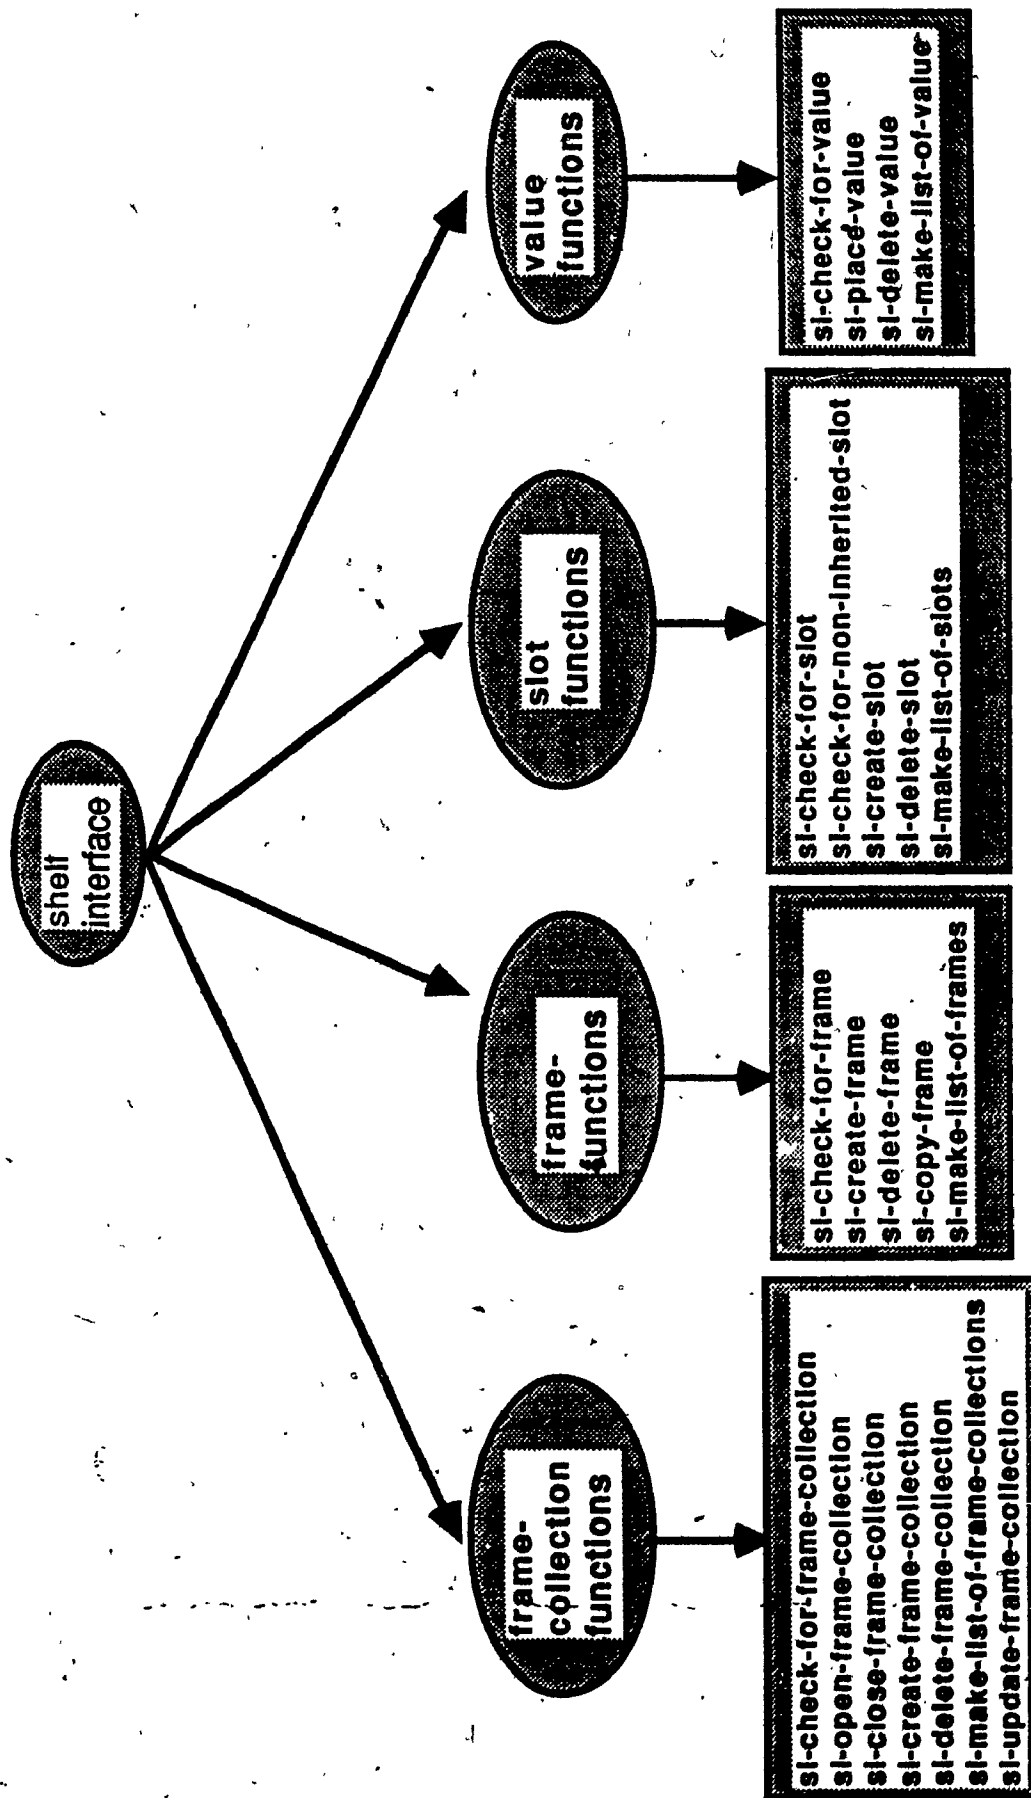 shell
interface
frame-
collection
functions
frame-
functions
slot
functions
value
functions
si-check-for-frame-collection
si-open-frame-collection
si-close-frame-collection
si-create-frame-collection
si-delete-frame-collection
si-make-list-of-frame-collections
si-update-frame-collection
si-check-for-frame
si-create-frame
si-delete-frame
si-copy-frame
si-make-list-of-frames
si-check-for-slot
si-check-for-non-inherited-slot
si-create-slot
si-delete-slot
si-make-list-of-slots
si-check-for-value
si-place-value
si-delete-value
si-make-list-of-value